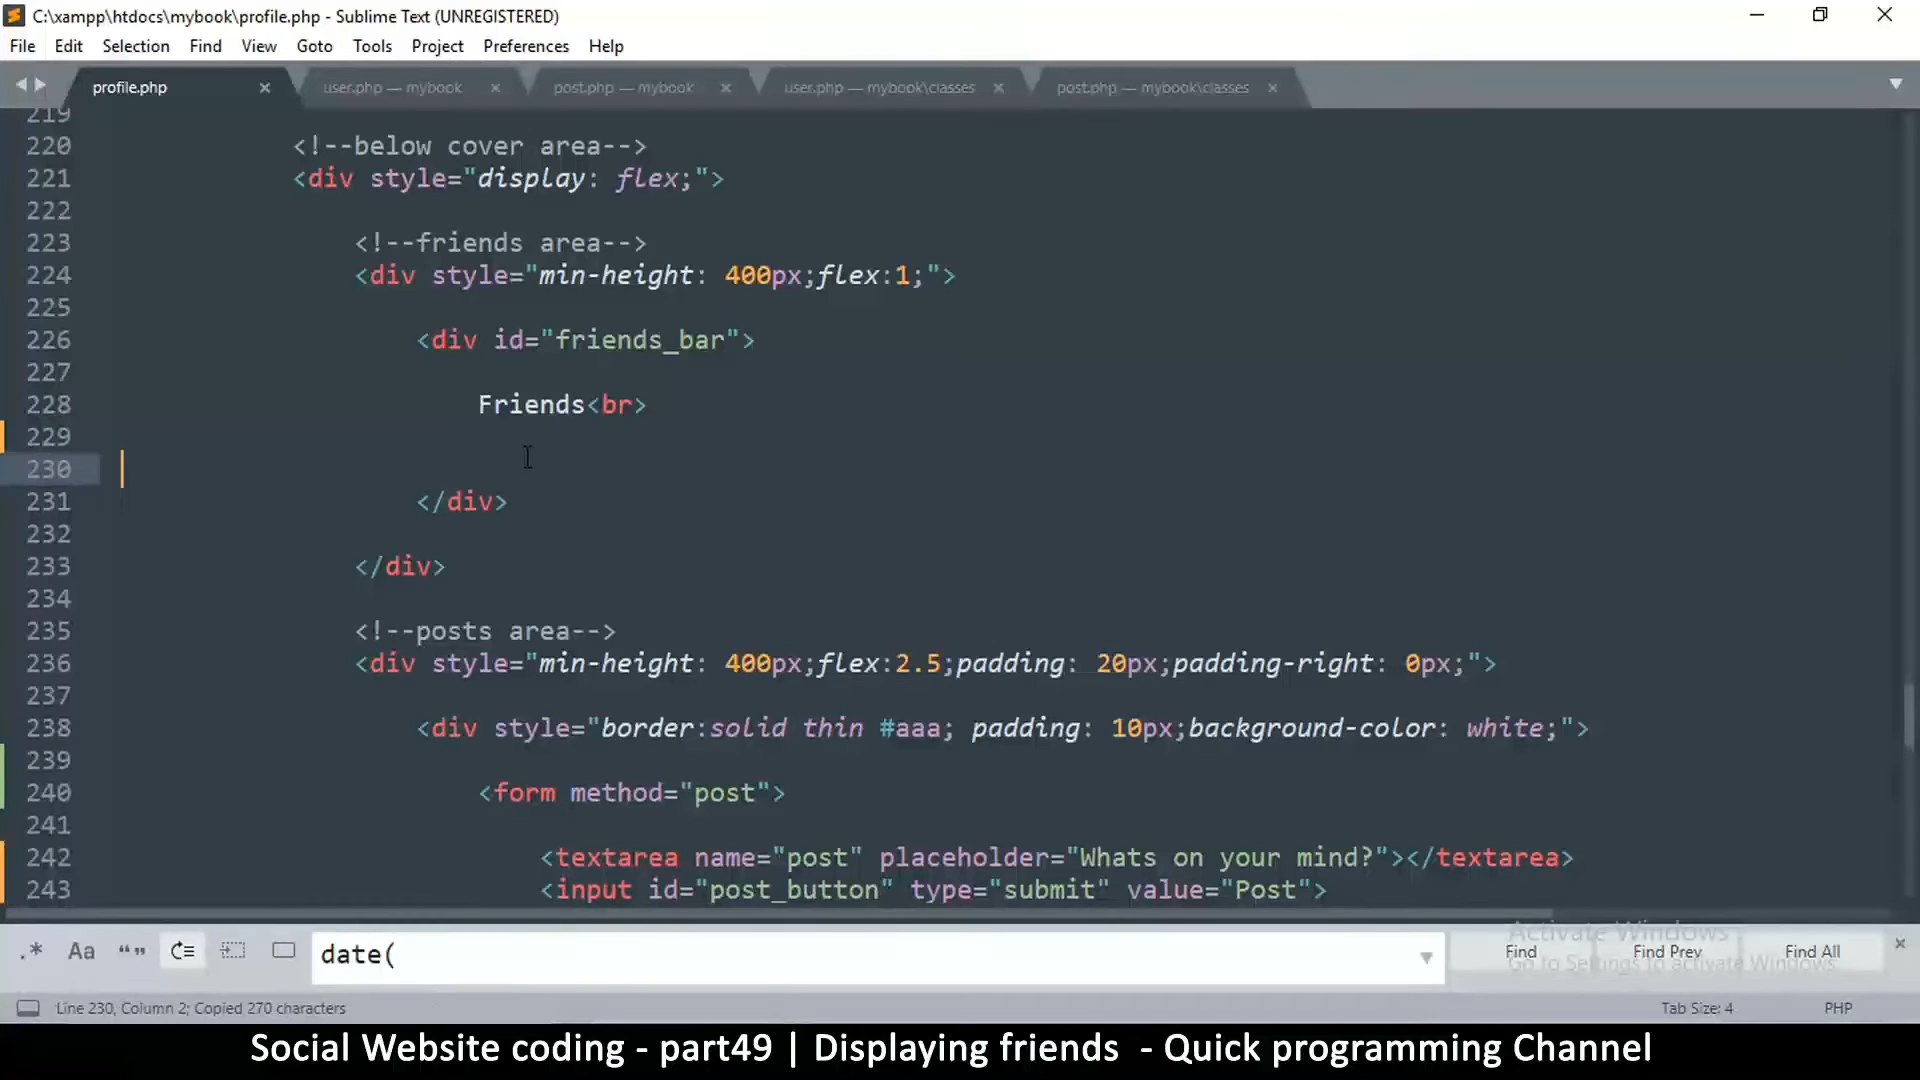 C:\xampp\htdocs\mybook\profile.php - Sublime Text (UNREGISTERED)
File Edit Selection Find View Goto Tools Project Preferences Help
profile.php × user.php — mybook × post.php — mybook × user.php — mybook\classes × post.php — mybook\classes ×
219
220 <!--below cover area-->
221 <div style="display: flex;">
222
223 <!--friends area-->
224 <div style="min-height: 400px;flex:1;">
225
226 <div id="friends_bar">
227
228 Friends<br>
229
230
231 </div>
232
233 </div>
234
235 <!--posts area-->
236 <div style="min-height: 400px;flex:2.5;padding: 20px;padding-right: 0px;">
237
238 <div style="border:solid thin #aaa; padding: 10px;background-color: white;">
239
240 <form method="post">
241
242 <textarea name="post" placeholder="Whats on your mind?"></textarea>
243 <input id="post_button" type="submit" value="Post">
Activate Windows
.* Aa “” date( Find Find Prev Find All
Go to Settings to activate Windows.
Line 230, Column 2; Copied 270 characters Tab Size: 4 PHP
Social Website coding - part49 | Displaying friends - Quick programming Channel